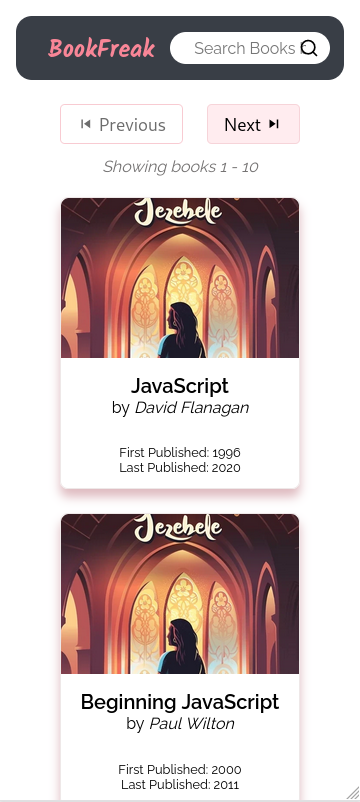 BookFreak
Search Books f
Previous
Next
Showing books 1 - 10
Jezebele
JavaScript
by David Flanagan
First Published: 1996
Last Published: 2020
Jezebele
Beginning JavaScript
by Paul Wilton
First Published: 2000
Last Published: 2011